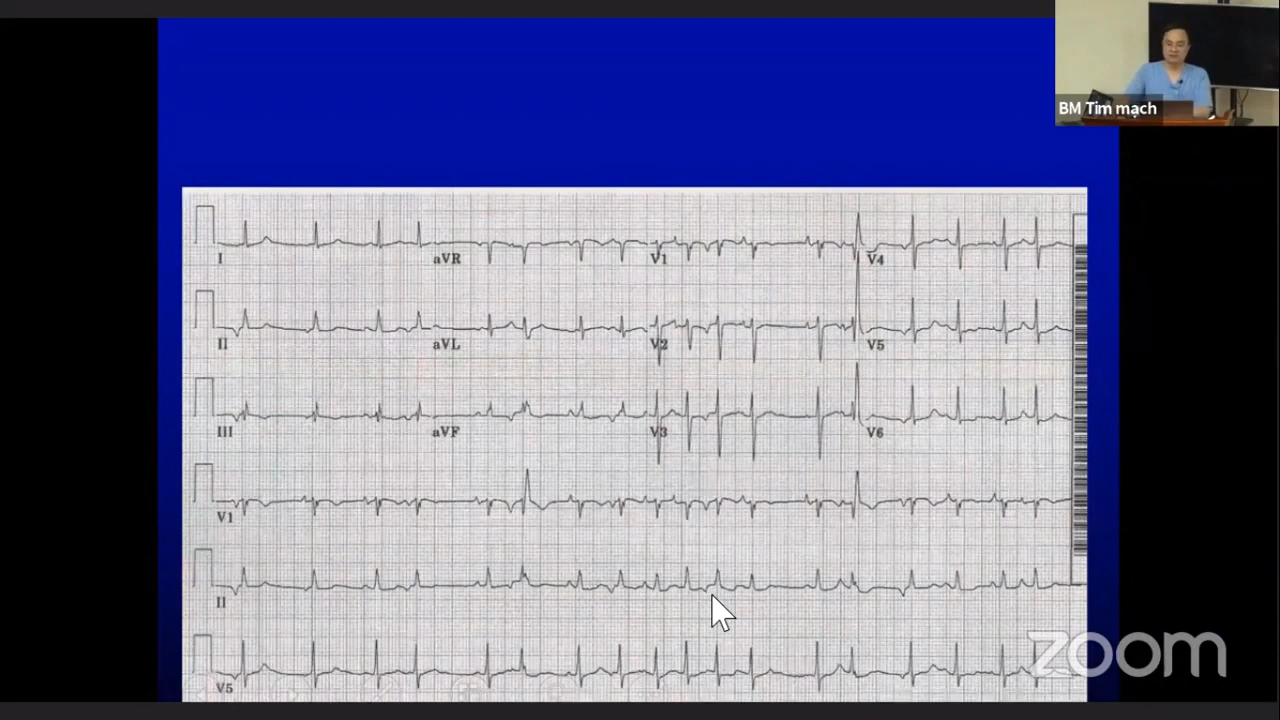 BM Tim mạch
I
aVR
V1
V4
II
aVL
V2
V5
III
aVF
V3
V6
V1
II
V5
zoom